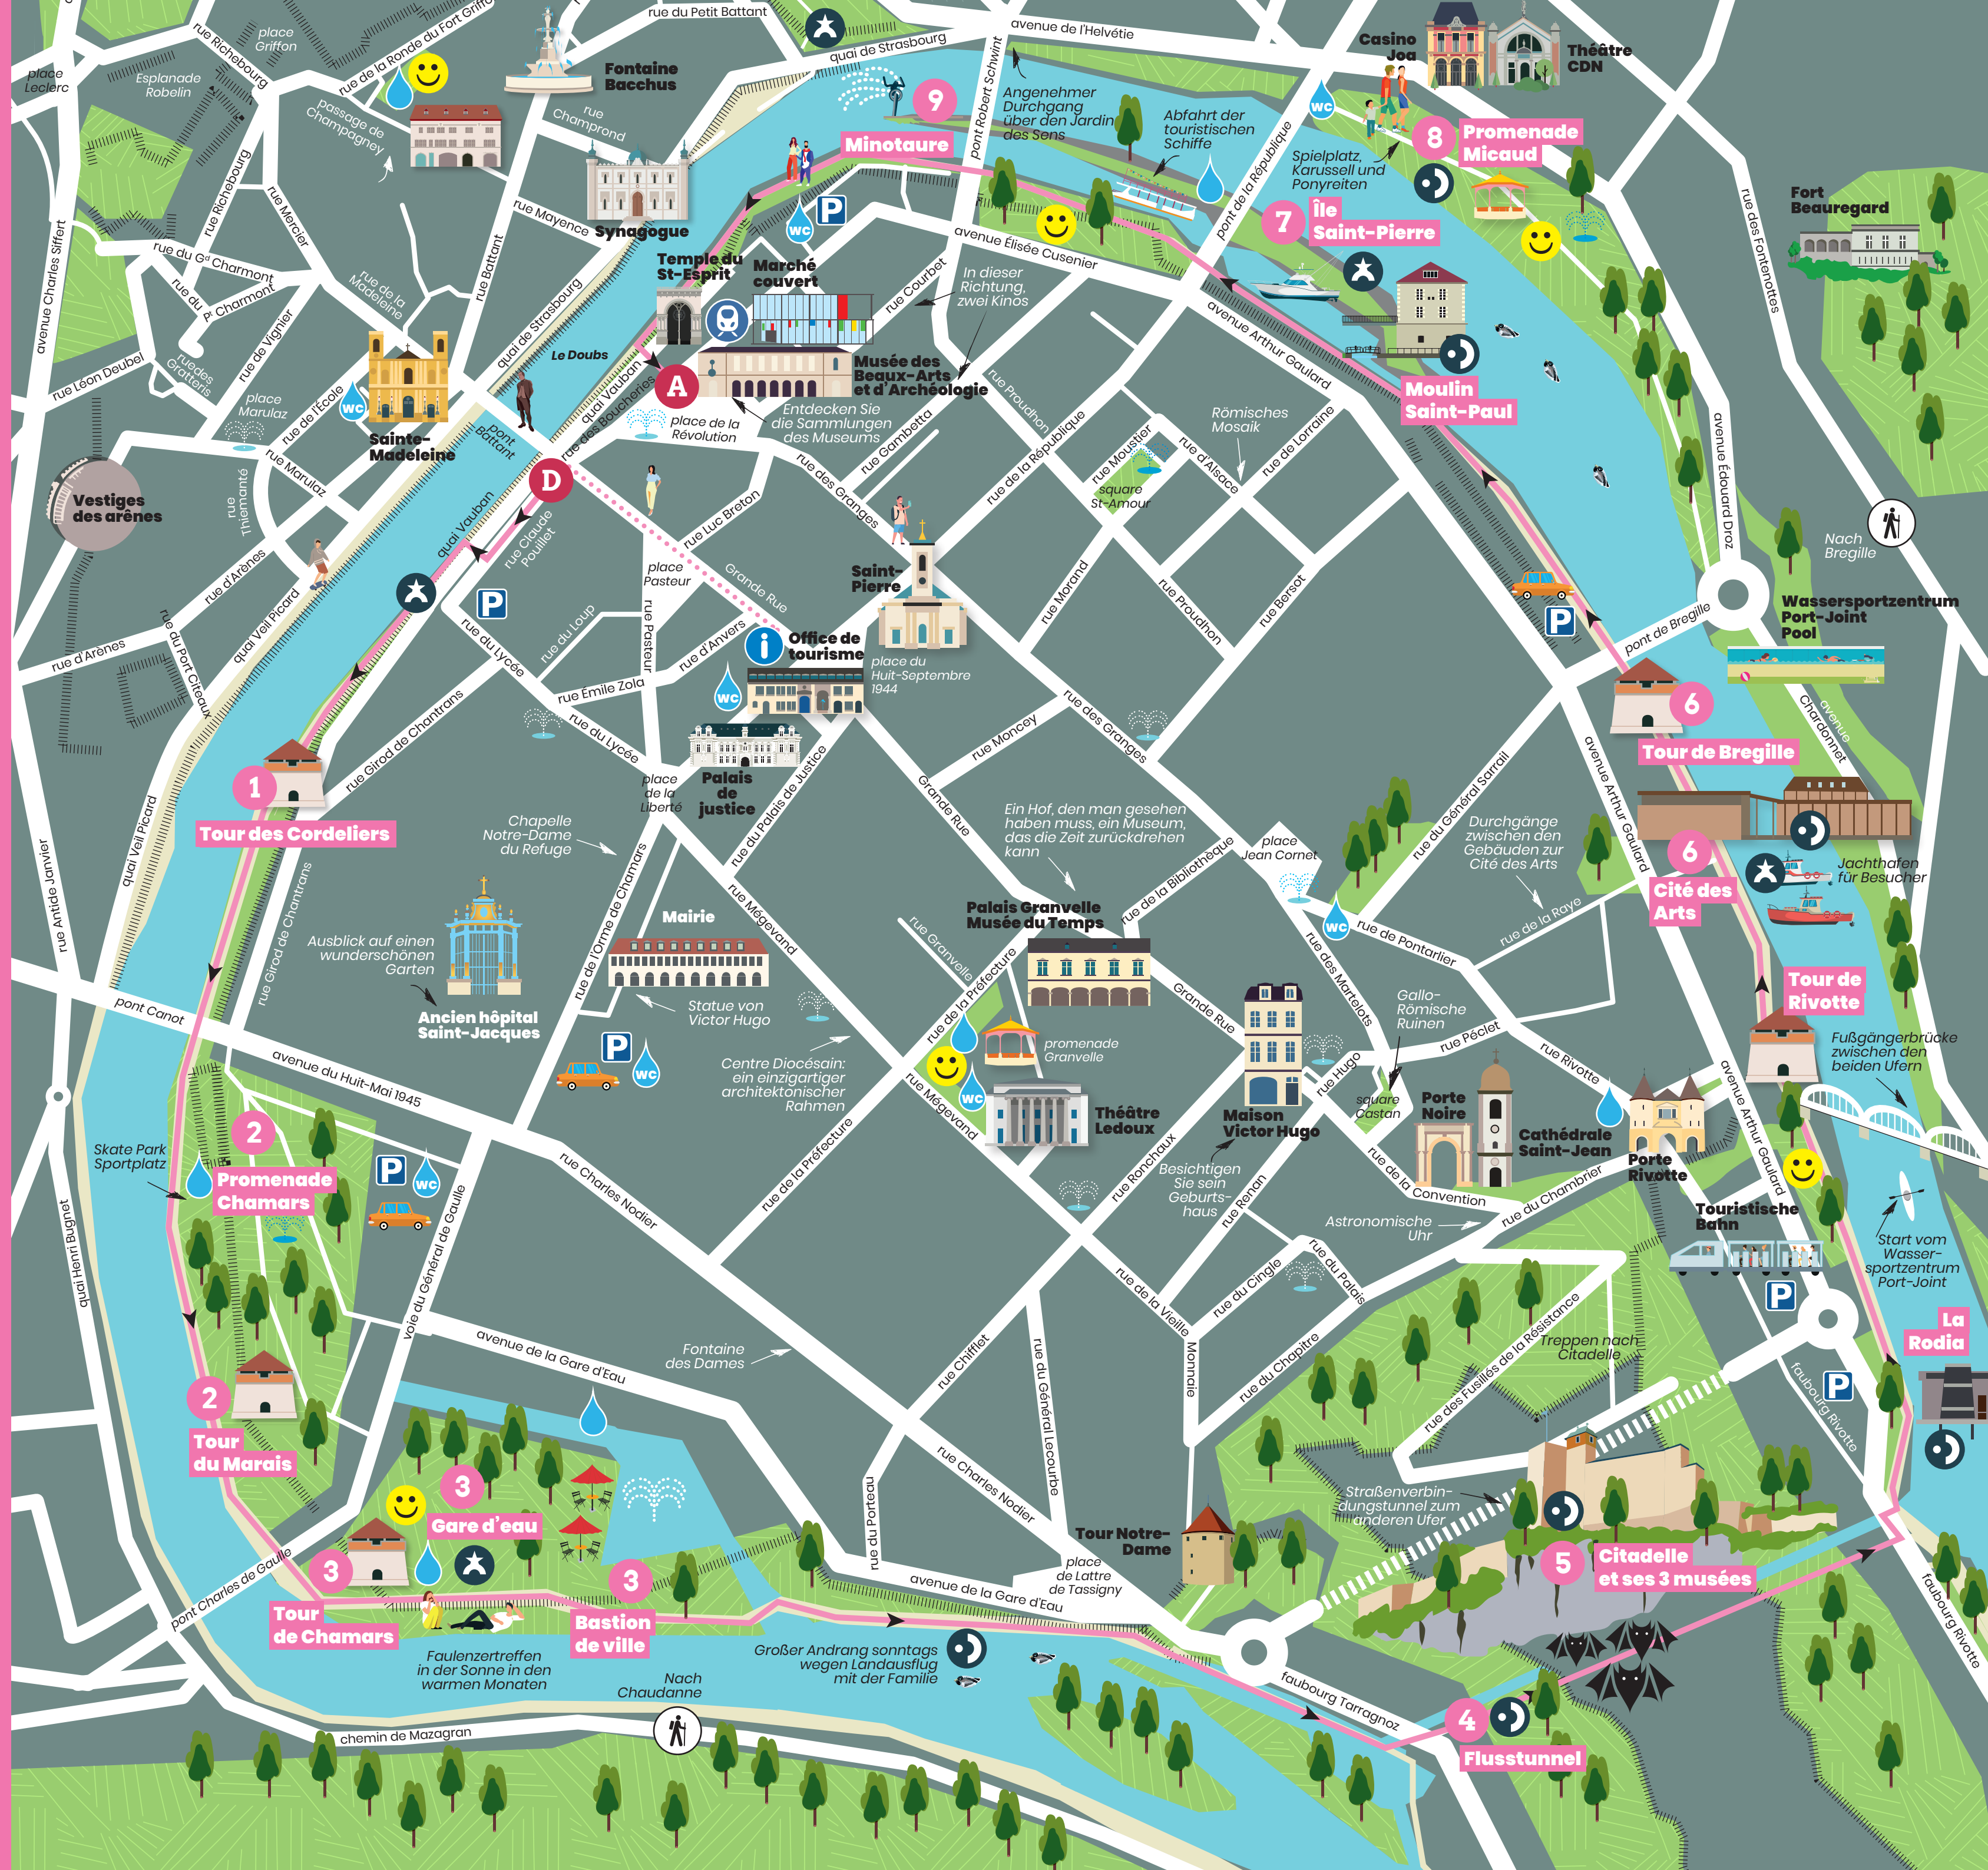 rue du Petit Battant
avenue de l'Helvétie
rue Richebourg
place
Griffon
rue de la Ronde du Fort Griffo
quai de Strasbourg
Casino
Joa
Théâtre
CDN
place
Leclerc
Esplanade
Robelin
Fontaine
Bacchus
passage de
Champagney
rue
Champrond
9
Minotaure
pont Robert Schwint
Angenehmer
Durchgang
über den Jardin
des Sens
Abfahrt der
touristischen
Schiffe
wc
8
Promenade
Micaud
Spielplatz,
Karussell und
Ponyreiten
pont de la République
7
Île
Saint-Pierre
Fort
Beauregard
rue des Fontenottes
avenue Charles Siffert
rue Richebourg
rue Mercier
rue Mayence
Synagogue
wc
P
rue du Gd Charmont
rue du
Pt Charmont
rue de la
Madeleine
rue Battant
quai de Strasbourg
Temple du
St-Esprit
Marché
couvert
rue Courbet
avenue Élisée Cusenier
In dieser
Richtung,
zwei Kinos
avenue Arthur Gaulard
Moulin
Saint-Paul
rue Léon Deubel
rue des
Gratteris
rue de Vignier
Le Doubs
quai Vauban
rue des Boucheries
A
Musée des
Beaux-Arts
et d'Archéologie
Entdecken Sie
die Sammlungen
des Museums
place
Marulaz
rue de l'École
wc
Sainte-
Madeleine
pont
Battant
place de la
Révolution
rue Gambetta
rue Proudhon
rue de la République
rue Moustier
square
St-Amour
rue d'Alsace
Römisches
Mosaik
rue de Lorraine
avenue Édouard Droz
Vestiges
des arènes
rue
Thiémanté
rue Marulaz
D
quai Vauban
rue Claude
Pouillet
rue Luc Breton
rue des Granges
Nach
Bregille
rue d'Arènes
quai Veil Picard
P
place
Pasteur
Grande Rue
Saint-
Pierre
rue Morand
rue Proudhon
rue Bersot
P
pont de Bregille
Wassersportzentrum
Port-Joint
Pool
rue d'Arènes
rue du Port Citeaux
rue du Lycée
rue du Loup
rue Pasteur
rue d'Anvers
i
Office de
tourisme
wc
place du
Huit-Septembre
1944
rue Émile Zola
6
Tour de Bregille
avenue
Chardonnet
1
Tour des Cordeliers
rue Girod de Chantrans
rue du Lycée
place
de la
Liberté
Palais
de
justice
rue du Palais de Justice
Grande Rue
rue Moncey
rue des Granges
rue du Général Sarrail
avenue Arthur Gaulard
quai Veil Picard
Chapelle
Notre-Dame
du Refuge
Ein Hof, den man gesehen
haben muss, ein Museum,
das die Zeit zurückdrehen
kann
place
Jean Cornet
Durchgänge
zwischen den
Gebäuden zur
Cité des Arts
6
Cité des
Arts
Jachthafen
für Besucher
rue Antide Janvier
rue Girod de Chantrans
rue de l'Orme de Chamars
Mairie
rue Mégevand
rue Granvelle
Palais Granvelle
Musée du Temps
rue de la Bibliothèque
wc
rue de Pontarlier
rue de la Raye
Ausblick auf einen
wunderschönen
Garten
Ancien hôpital
Saint-Jacques
Statue von
Victor Hugo
rue de la Préfecture
Grande Rue
rue des Martelots
Gallo-
Römische
Ruinen
rue Péclet
Tour de
Rivotte
pont Canot
avenue du Huit-Mai 1945
P
wc
Centre Diocésain:
ein einzigartiger
architektonischer
Rahmen
promenade
Granvelle
wc
rue Mégevand
Théâtre
Ledoux
Maison
Victor Hugo
rue Hugo
square
Castan
Porte
Noire
Cathédrale
Saint-Jean
rue Rivotte
Porte
Rivotte
avenue Arthur Gaulard
Fußgängerbrücke
zwischen den
beiden Ufern
Skate Park
Sportplatz
2
Promenade
Chamars
P
wc
voie du Général de Gaulle
rue Charles Nodier
rue de la Préfecture
rue Ronchaux
Besichtigen
Sie sein
Geburts-
haus
rue Renan
rue de la Convention
Astronomische
Uhr
rue du Chambrier
Touristische
Bahn
P
Start vom
Wasser-
sportzentrum
Port-Joint
quai Henri Bugnet
2
Tour
du Marais
avenue de la Gare d'Eau
Fontaine
des Dames
rue Chifflet
rue du Général Lecourbe
rue de la Vieille
Monnaie
rue du Cingle
rue du Palais
rue du Chapitre
rue des Fusillés de la Résistance
Treppen nach
Citadelle
La
Rodia
P
faubourg Rivotte
3
Gare d'eau
3
Tour
de Chamars
3
Bastion
de ville
rue du Porteau
rue Charles Nodier
Tour Notre-
Dame
place
de Lattre
de Tassigny
avenue de la Gare d'Eau
Straßenverbin-
dungstunnel zum
anderen Ufer
5
Citadelle
et ses 3 musées
pont Charles de Gaulle
Faulenzertreffen
in der Sonne in den
warmen Monaten
Großer Andrang sonntags
wegen Landausflug
mit der Familie
Nach
Chaudanne
chemin de Mazagran
faubourg Tarragnoz
4
Flusstunnel
faubourg Rivotte